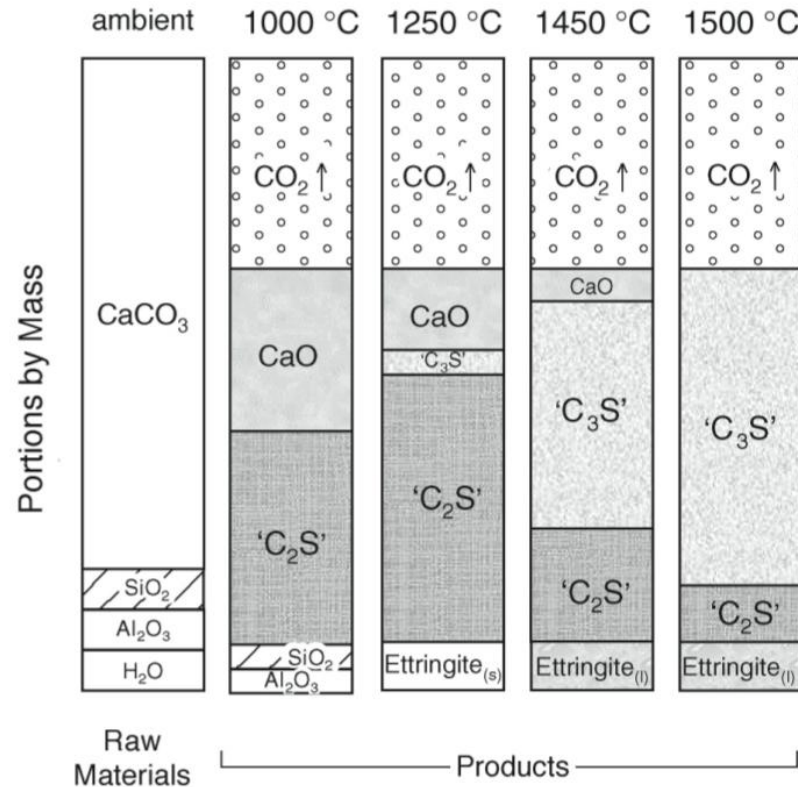 ambient 1000 °C 1250 °C 1450 °C 1500 °C
Portions by Mass
CaCO₃
SiO₂
Al₂O₃
H₂O
CO₂↑
CaO
'C₂S'
SiO₂
Al₂O₃
CO₂↑
CaO
'C₃S'
'C₂S'
Ettringite(s)
CO₂↑
CaO
'C₃S'
'C₂S'
Ettringite(l)
CO₂↑
'C₃S'
'C₂S'
Ettringite(l)
Raw
Materials
Products